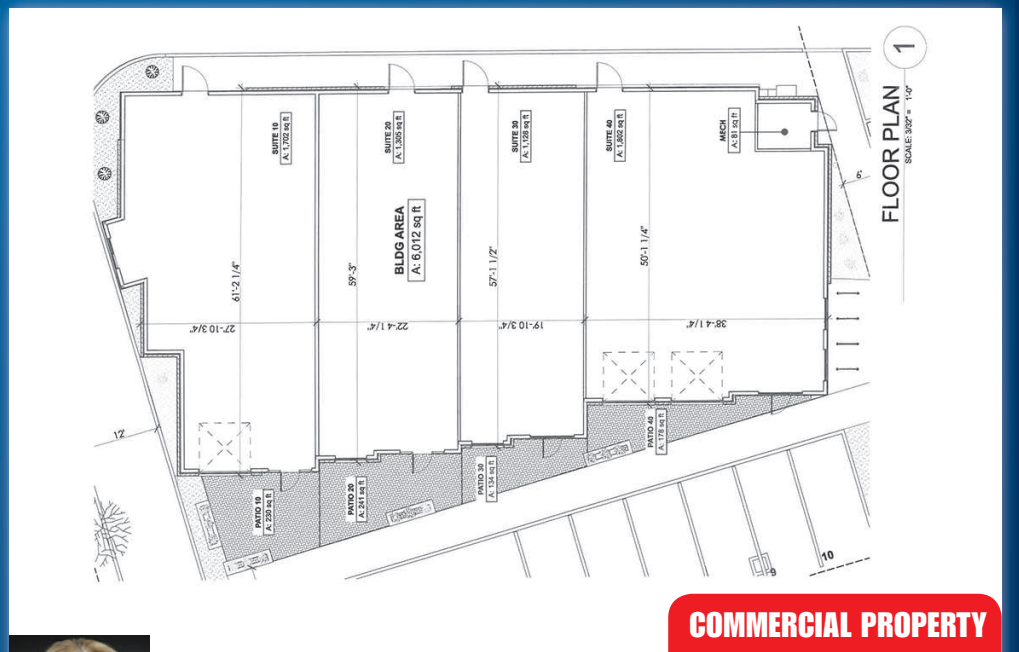 1
FLOOR PLAN
SCALE: 3/32" = 1'-0"
SUITE 10
A: 1,702 sq ft
SUITE 20
A: 1,305 sq ft
SUITE 30
A: 1,128 sq ft
SUITE 40
A: 1,802 sq ft
MECH
A: 81 sq ft
BLDG AREA
A: 6,012 sq ft
61'-2 1/4"
59'-3"
57'-1 1/2"
50'-1 1/4"
27'-10 3/4"
22'-4 1/4"
19'-10 3/4"
38'-4 1/4"
6'
12'
PATIO 10
A: 230 sq ft
PATIO 20
A: 241 sq ft
PATIO 30
A: 134 sq ft
PATIO 40
A: 178 sq ft
9
10
COMMERCIAL PROPERTY